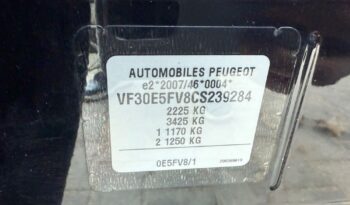 AUTOMOBILES PEUGEOT
e2*2007/46*0004*
VF30E5FV8CS239284
2225 KG
3425 KG
1 1170 KG
2 1250 KG
0E5FV8/1